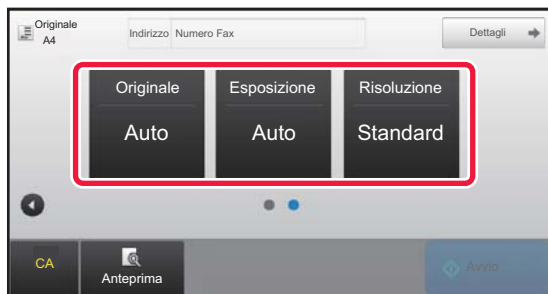 Originale
A4
Indirizzo Numero Fax
Dettagli
Originale Esposizione Risoluzione
Auto Auto Standard
CA
Anteprima
Avvio